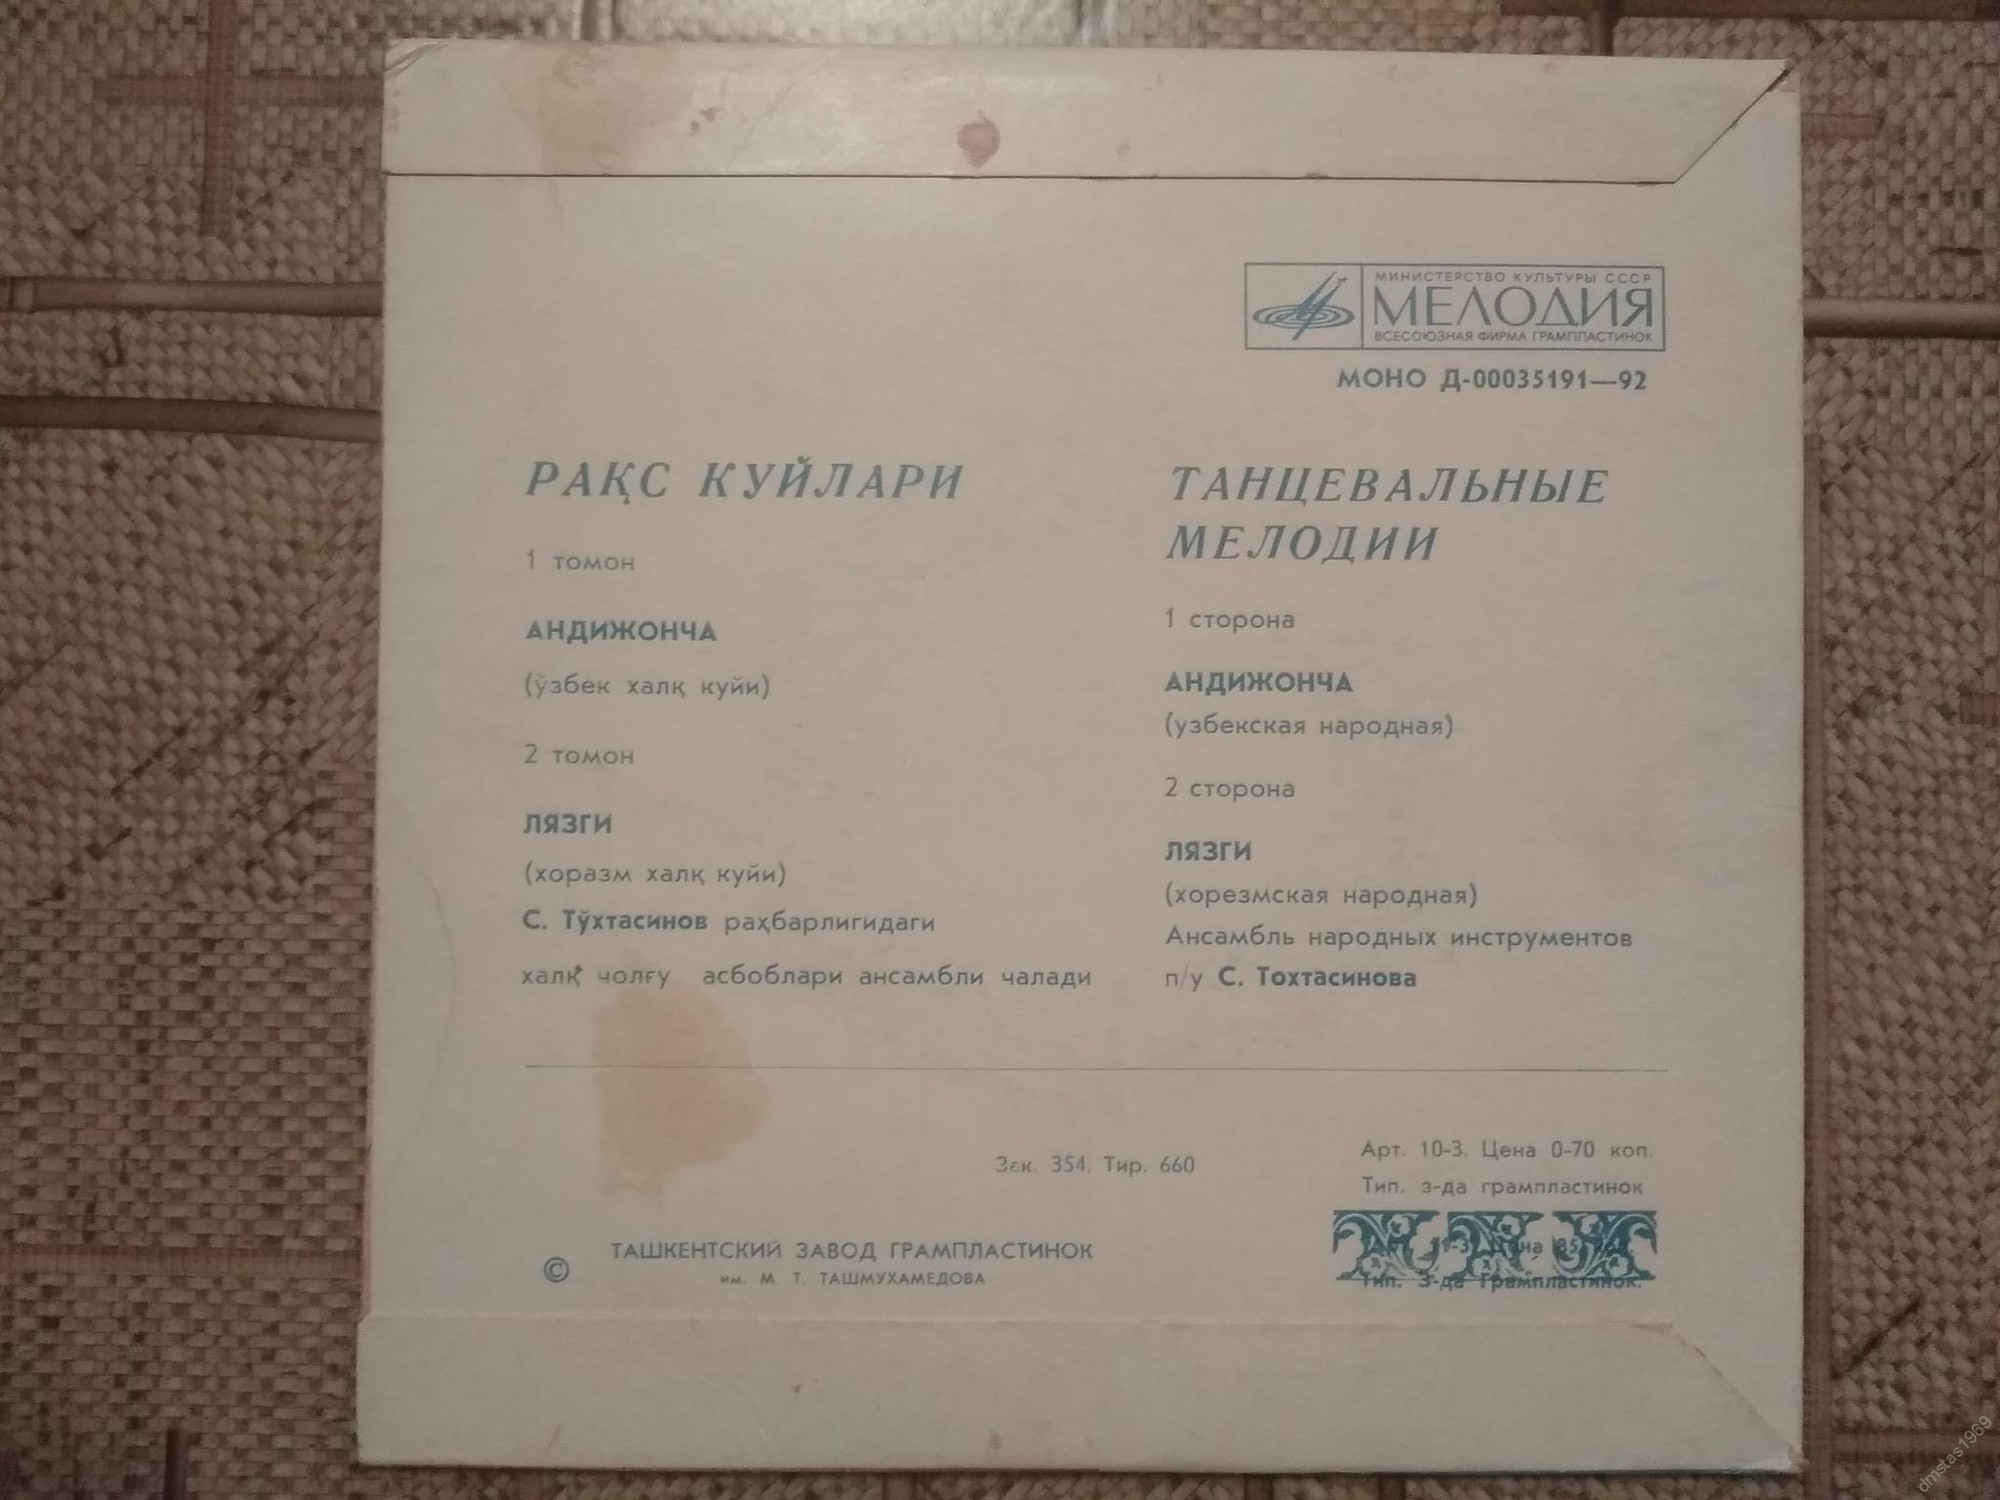 МИНИСТЕРСТВО КУЛЬТУРЫ СССР
МЕЛОДИЯ
ВСЕСОЮЗНАЯ ФИРМА ГРАМПЛАСТИНОК
МОНО Д-00035191—92
РАҚС КУЙЛАРИ
1 томон
АНДИЖОНЧА
(ўзбек халқ куйи)
2 томон
ЛЯЗГИ
(хоразм халқ куйи)
С. Тўхтасинов раҳбарлигидаги
халқ чолғу асбоблари ансамбли чалади
ТАНЦЕВАЛЬНЫЕ
МЕЛОДИИ
1 сторона
АНДИЖОНЧА
(узбекская народная)
2 сторона
ЛЯЗГИ
(хорезмская народная)
Ансамбль народных инструментов
п/у С. Тохтасинова
Зак. 354. Тир. 660
Арт. 10-3. Цена 0-70 коп.
Тип. з-да грампластинок
Тип. З-да Грампластинок.
© ТАШКЕНТСКИЙ ЗАВОД ГРАМПЛАСТИНОК
им. М. Т. ТАШМУХАМЕДОВА
dmstas1969